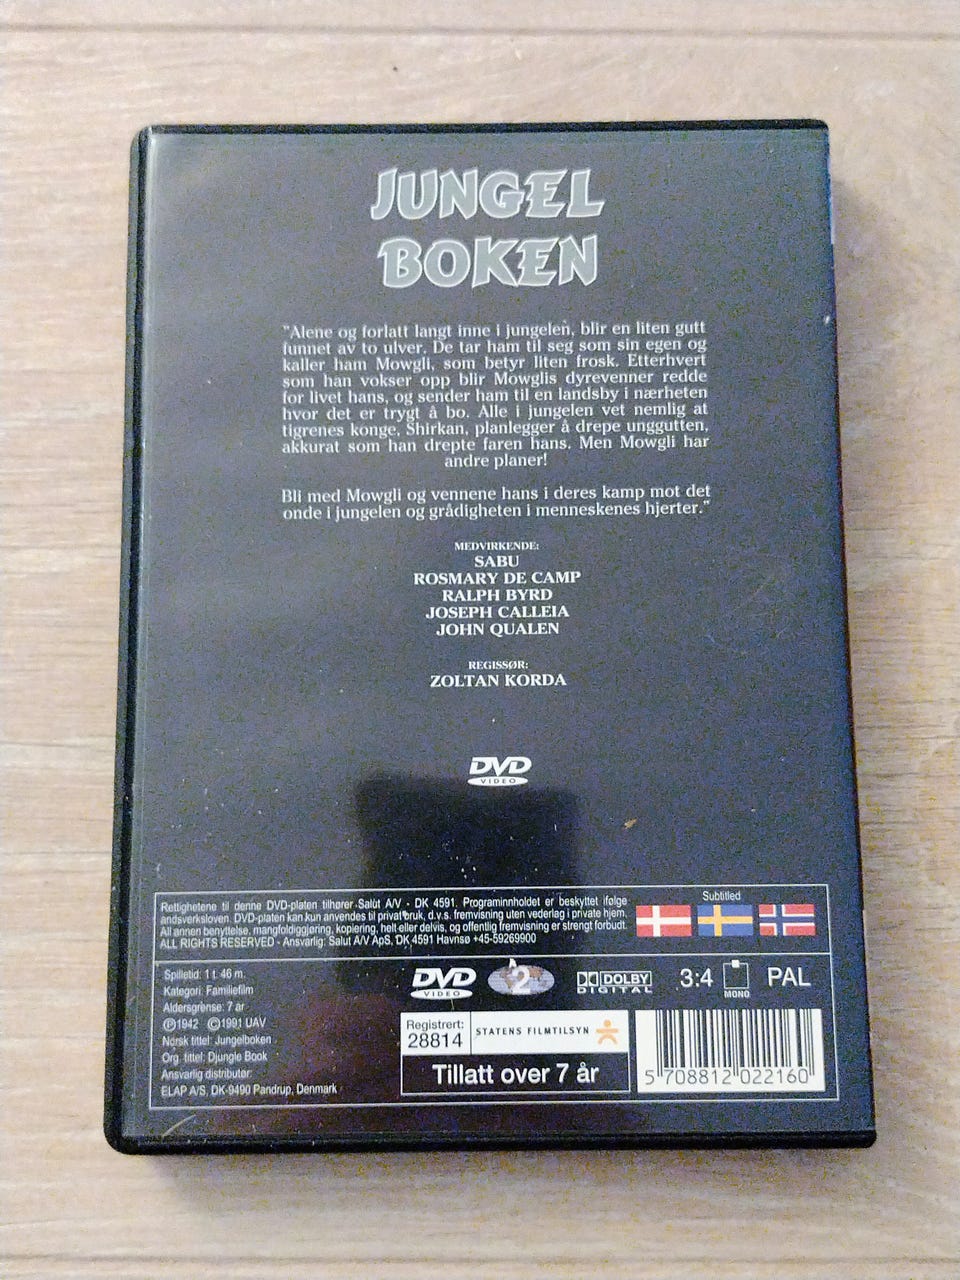 JUNGEL
BOKEN
"Alene og forlatt langt inne i jungelen, blir en liten gutt
funnet av to ulver. De tar ham til seg som sin egen og
kaller ham Mowgli, som betyr liten frosk. Etterhvert
som han vokser opp blir Mowglis dyrevenner redde
for livet hans, og sender ham til en landsby i nærheten
hvor det er trygt å bo. Alle i jungelen vet nemlig at
tigrenes konge, Shirkan, planlegger å drepe unggutten,
akkurat som han drepte faren hans. Men Mowgli har
andre planer!
Bli med Mowgli og vennene hans i deres kamp mot det
onde i jungelen og grådigheten i menneskenes hjerter."
MEDVIRKENDE:
SABU
ROSMARY DE CAMP
RALPH BYRD
JOSEPH CALLEIA
JOHN QUALEN
REGISSØR:
ZOLTAN KORDA
DVD
VIDEO
Rettighetene til denne DVD-platen tilhører Salut A/V - DK 4591. Programinnholdet er beskyttet ifølge
andsverksloven. DVD-platen kan kun anvendes til privat bruk, d.v.s. fremvisning uten vederlag i private hjem.
All annen benyttelse, mangfoldiggjøring, kopiering, helt eller delvis, og offentlig fremvisning er strengt forbudt.
ALL RIGHTS RESERVED - Ansvarlig: Salut A/V ApS, DK 4591 Havnsø +45-59269900
Subtitled
Spilletid: 1 t. 46 m.
Kategori: Familiefilm
Aldersgrense: 7 år
℗1942 ©1991 UAV
Norsk tittel: Jungelboken
Org. tittel: Djungle Book
Ansvarlig distributør:
ELAP A/S, DK-9490 Pandrup, Denmark
DVD
VIDEO
2
DOLBY
DIGITAL
3:4
MONO
PAL
Registrert:
28814
STATENS FILMTILSYN
Tillatt over 7 år
5 708812 022160